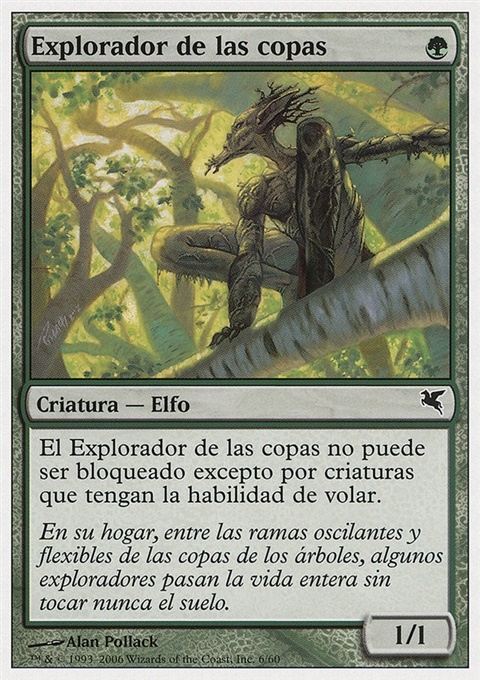 Explorador de las copas
Criatura — Elfo
El Explorador de las copas no puede
ser bloqueado excepto por criaturas
que tengan la habilidad de volar.
En su hogar, entre las ramas oscilantes y
flexibles de las copas de los árboles, algunos
exploradores pasan la vida entera sin
tocar nunca el suelo.
Alan Pollack
1/1
™ & © 1993–2006 Wizards of the Coast, Inc. 6/60